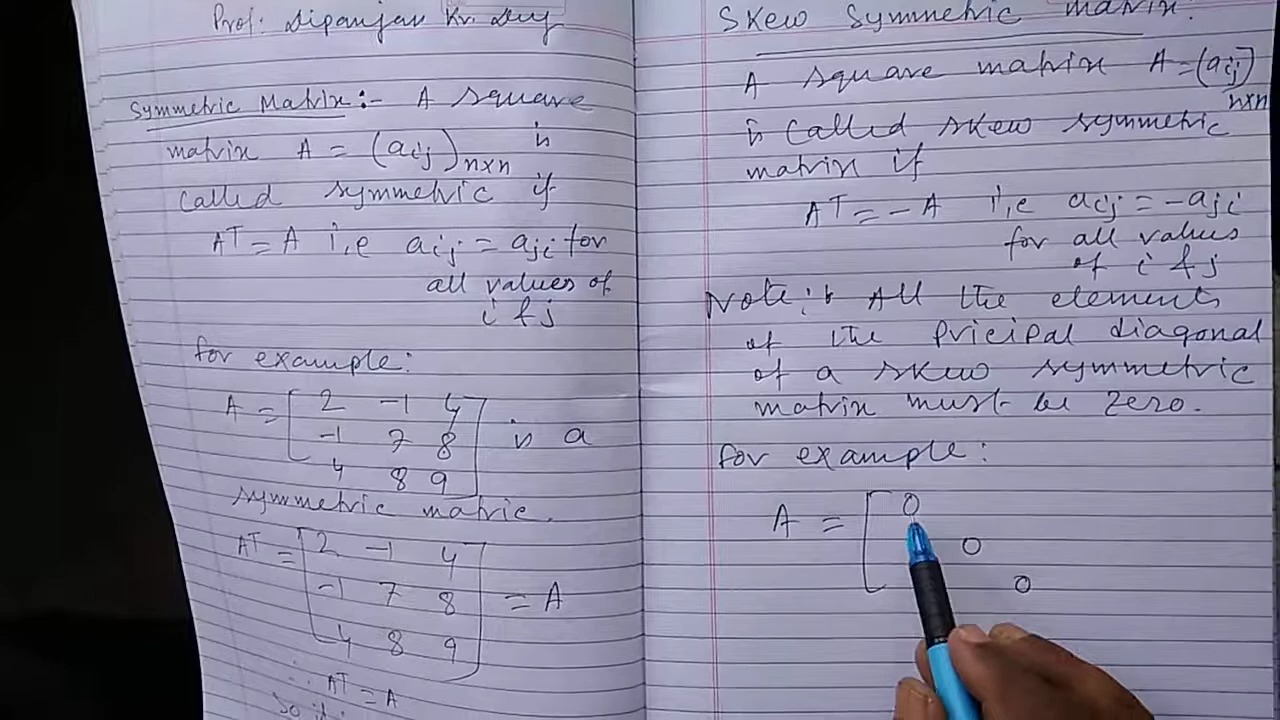 Prof: Dipanjan Kr. Dey
Symmetric Matrix:- A square
matrix A = (aij)n×n is
called symmetric if
AT = A i,e aij = aji for
all values of
i & j
for example:
A = [2 -1 4
-1 7 8
4 8 9] is a
symmetric matric.
AT = [2 -1 4
-1 7 8
4 8 9] = A
∴ AT = A
So it is
Skew Symmetric matrix.
A square matrix A = (aij)n×n
is called skew symmetric
matrix if
AT = - A i,e aij = - aji
for all values
of i & j
Note: All the elements
of the pricipal diagonal
of a skew symmetric
matrix must be zero.
for example:
A = [0
0
0